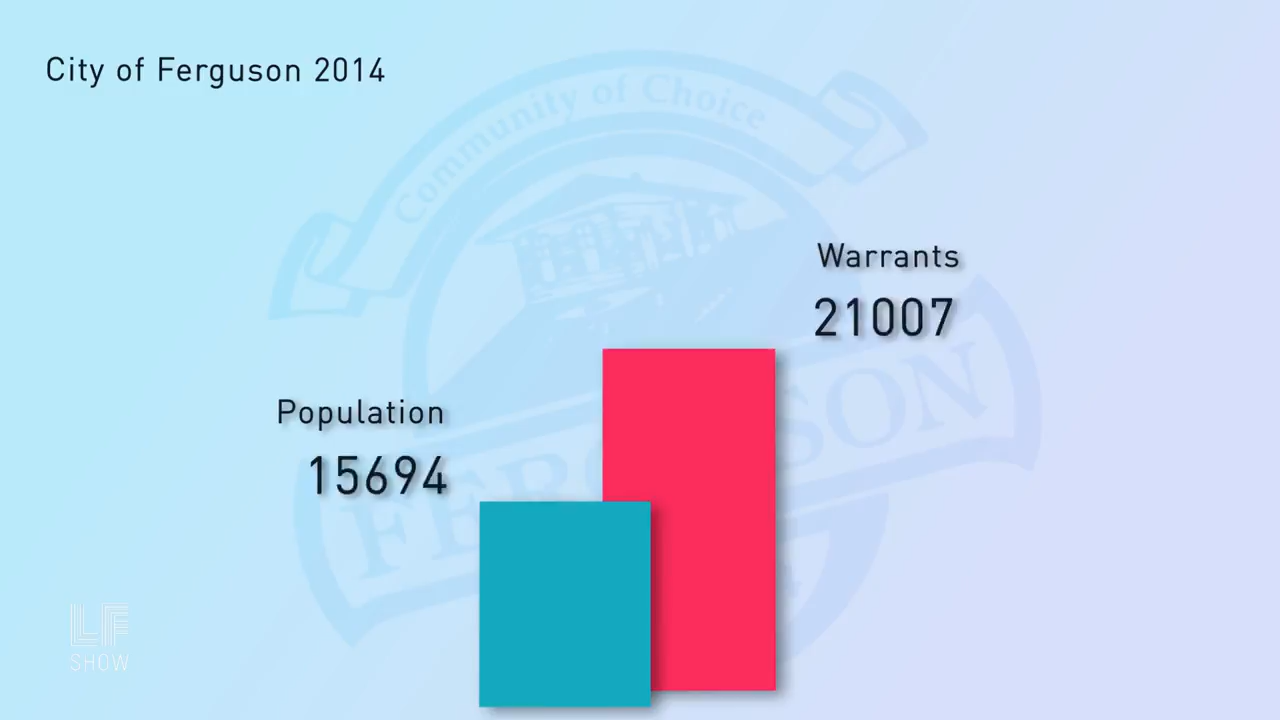 City of Ferguson 2014
Community of Choice
Warrants
21007
Population
15694
FERGUSON
LF
SHOW